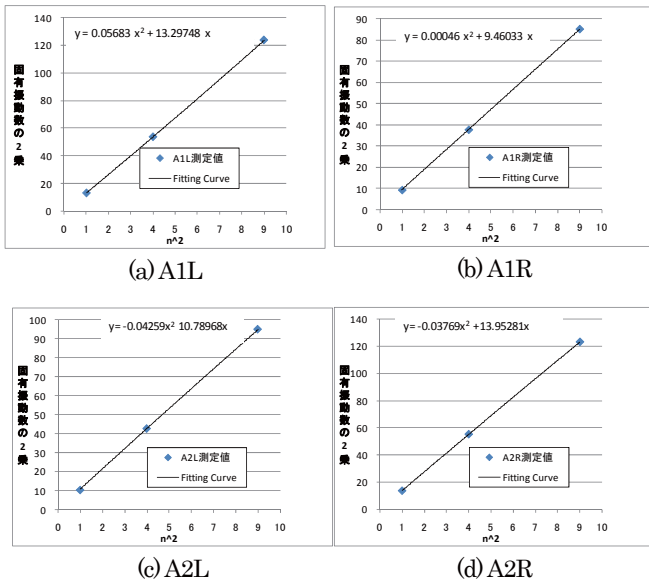 y = 0.05683 x² + 13.29748 x
固有振動数の2乗
140
120
100
80
60
40
20
0
A1L測定値
Fitting Curve
0 1 2 3 4 5 6 7 8 9 10
n^2
(a) A1L
y = 0.00046 x² + 9.46033 x
固有振動数の2乗
90
80
70
60
50
40
30
20
10
0
A1R測定値
Fitting Curve
0 1 2 3 4 5 6 7 8 9 10
n^2
(b) A1R
y= -0.04259x² 10.78968x
固有振動数の2乗
100
90
80
70
60
50
40
30
20
10
0
A2L測定値
Fitting Curve
0 1 2 3 4 5 6 7 8 9 10
n^2
(c) A2L
y= -0.03769x² +13.95281x
固有振動数の2乗
140
120
100
80
60
40
20
0
A2R測定値
Fitting Curve
0 1 2 3 4 5 6 7 8 9 10
n^2
(d) A2R